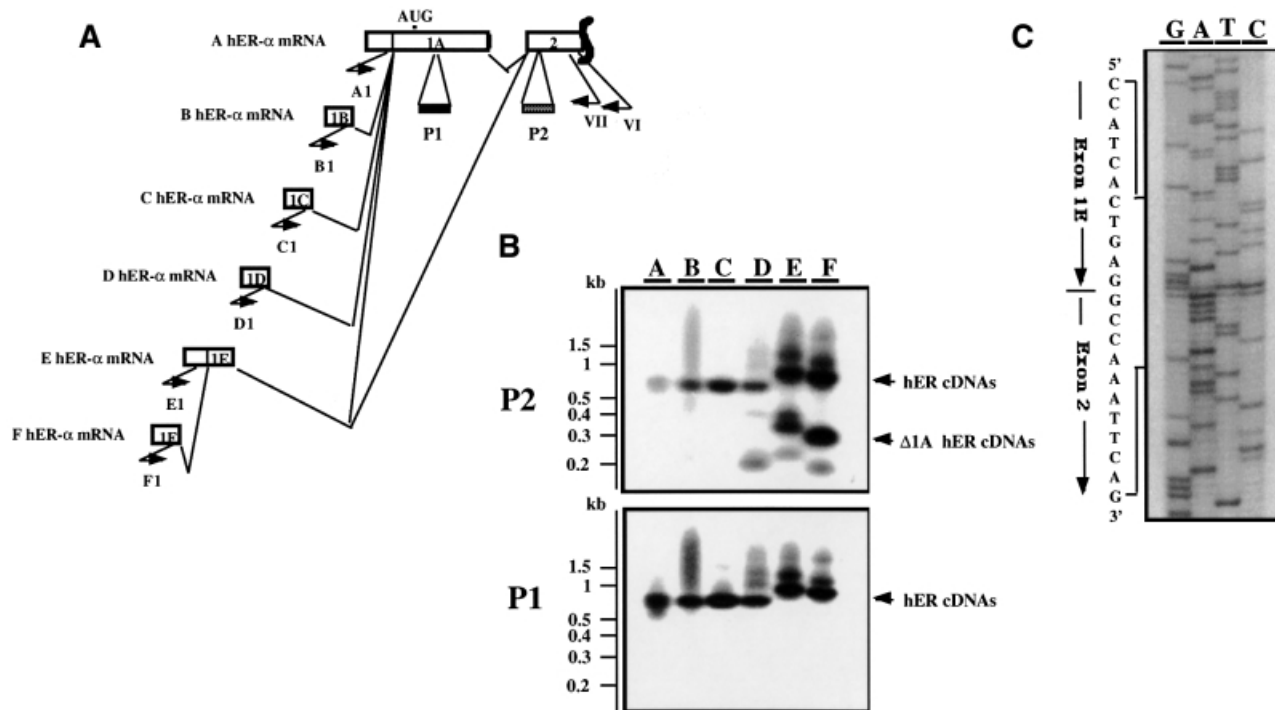 A
AUG
A hER-α mRNA
1A
2
A1
B hER-α mRNA
1B
P1
P2
VII
VI
B1
C hER-α mRNA
1C
C1
D hER-α mRNA
1D
D1
E hER-α mRNA
1E
E1
F hER-α mRNA
1F
F1
B
A B C D E F
kb
1.5
1
0.5
0.4
0.3
0.2
P2
hER cDNAs
Δ1A hER cDNAs
kb
1.5
1
0.5
0.4
0.3
0.2
P1
hER cDNAs
C
G A T C
5'
C
C
A
T
C
A
C
T
G
A
G
G
C
C
A
A
A
T
T
C
A
G
3'
Exon 1E
Exon 2